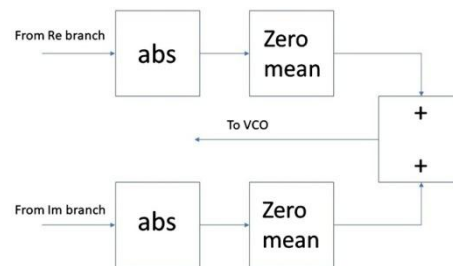 From Re branch
abs
Zero
mean
+
To VCO
+
From Im branch
abs
Zero
mean